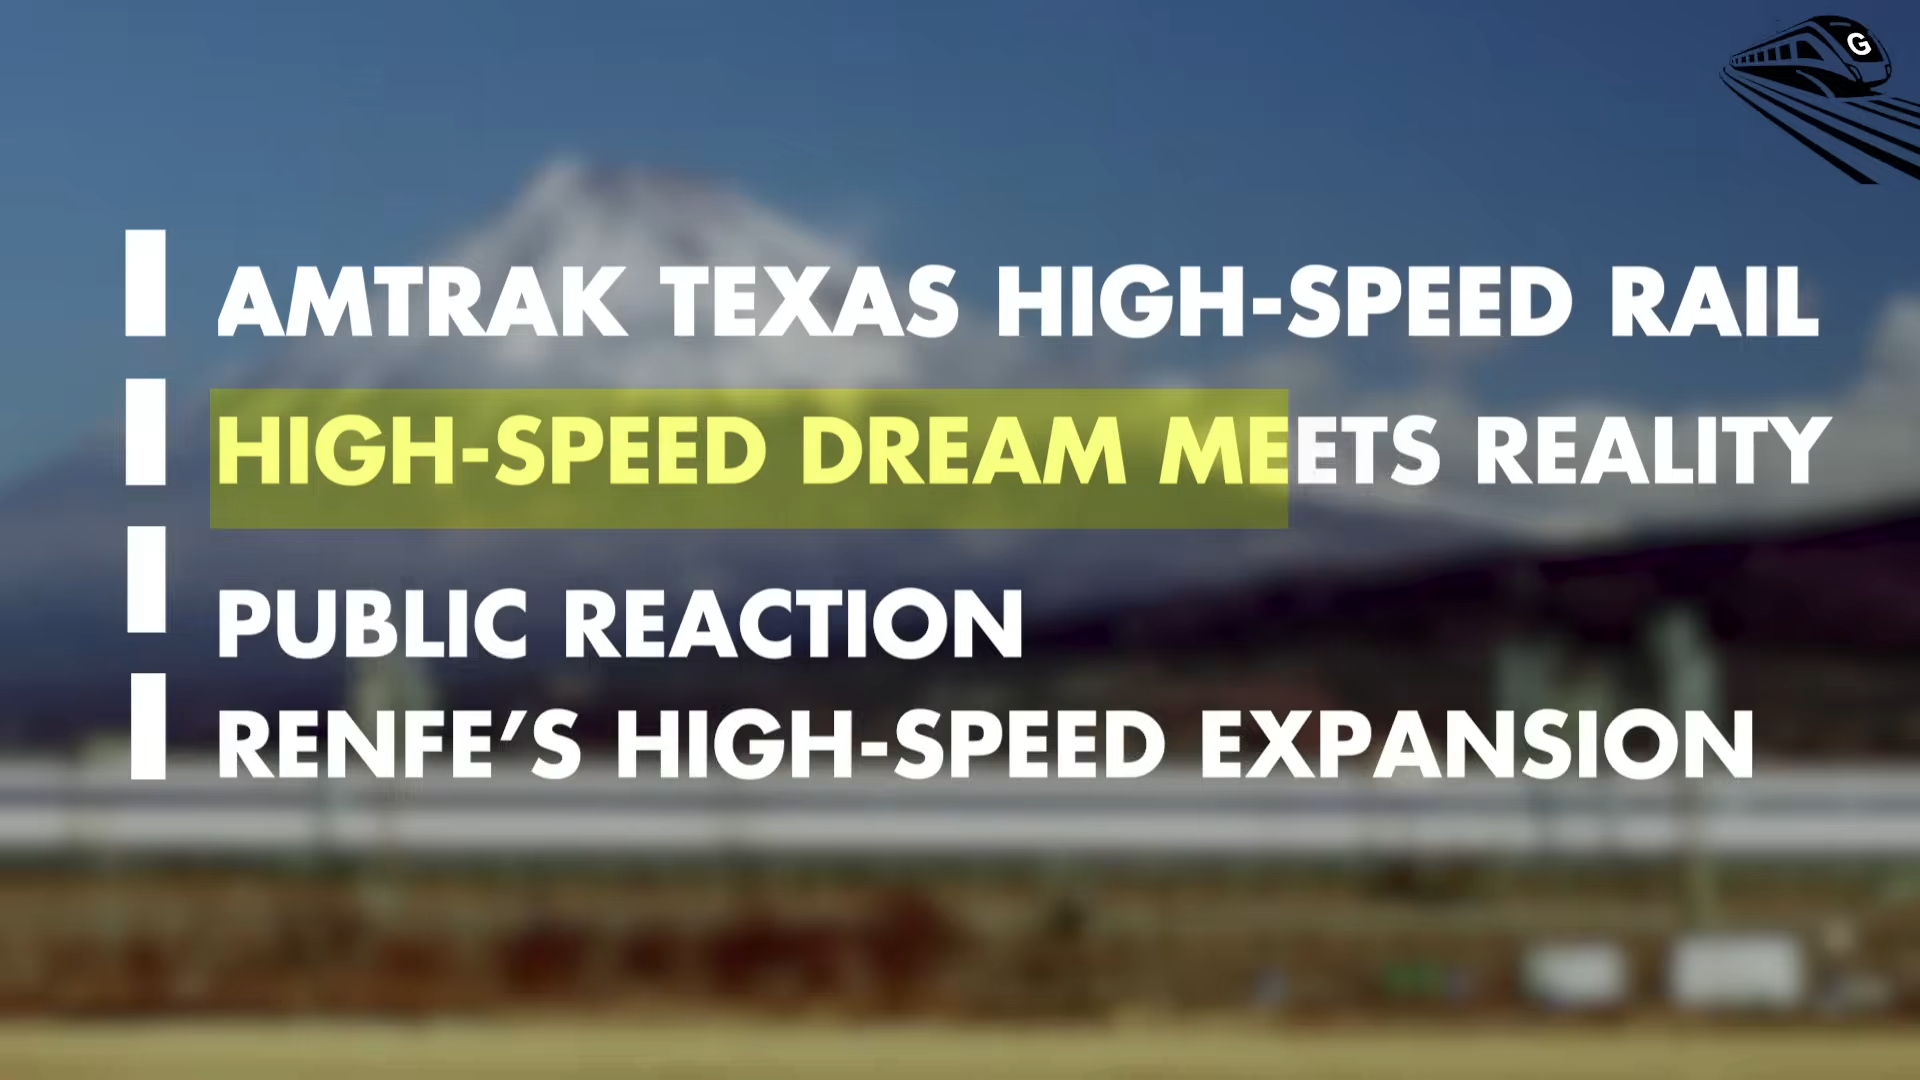 G
AMTRAK TEXAS HIGH-SPEED RAIL
HIGH-SPEED DREAM MEETS REALITY
PUBLIC REACTION
RENFE’S HIGH-SPEED EXPANSION